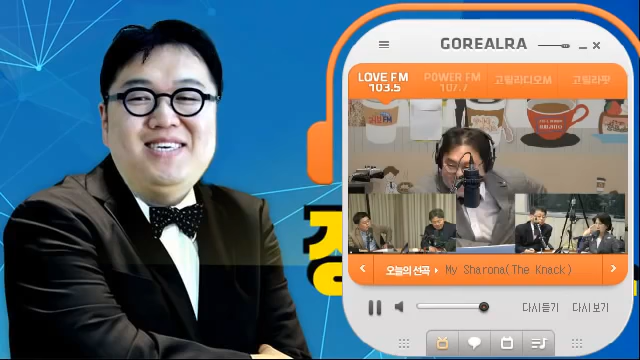 GOREALRA
LOVE FM
103.5
POWER FM
107.7
고릴라디오M
고릴라팟
정
오늘의 선곡
My Sharona(The Knack)
다시듣기
다시보기